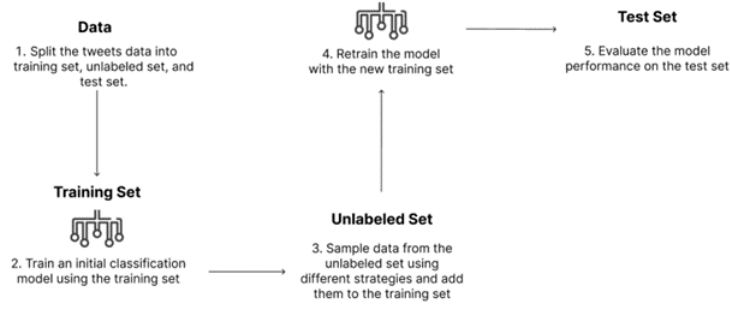 Data
1. Split the tweets data into
training set, unlabeled set, and
test set.
Training Set
2. Train an initial classification
model using the training set
Unlabeled Set
3. Sample data from the
unlabeled set using
different strategies and add
them to the training set
4. Retrain the model
with the new training set
Test Set
5. Evaluate the model
performance on the test set